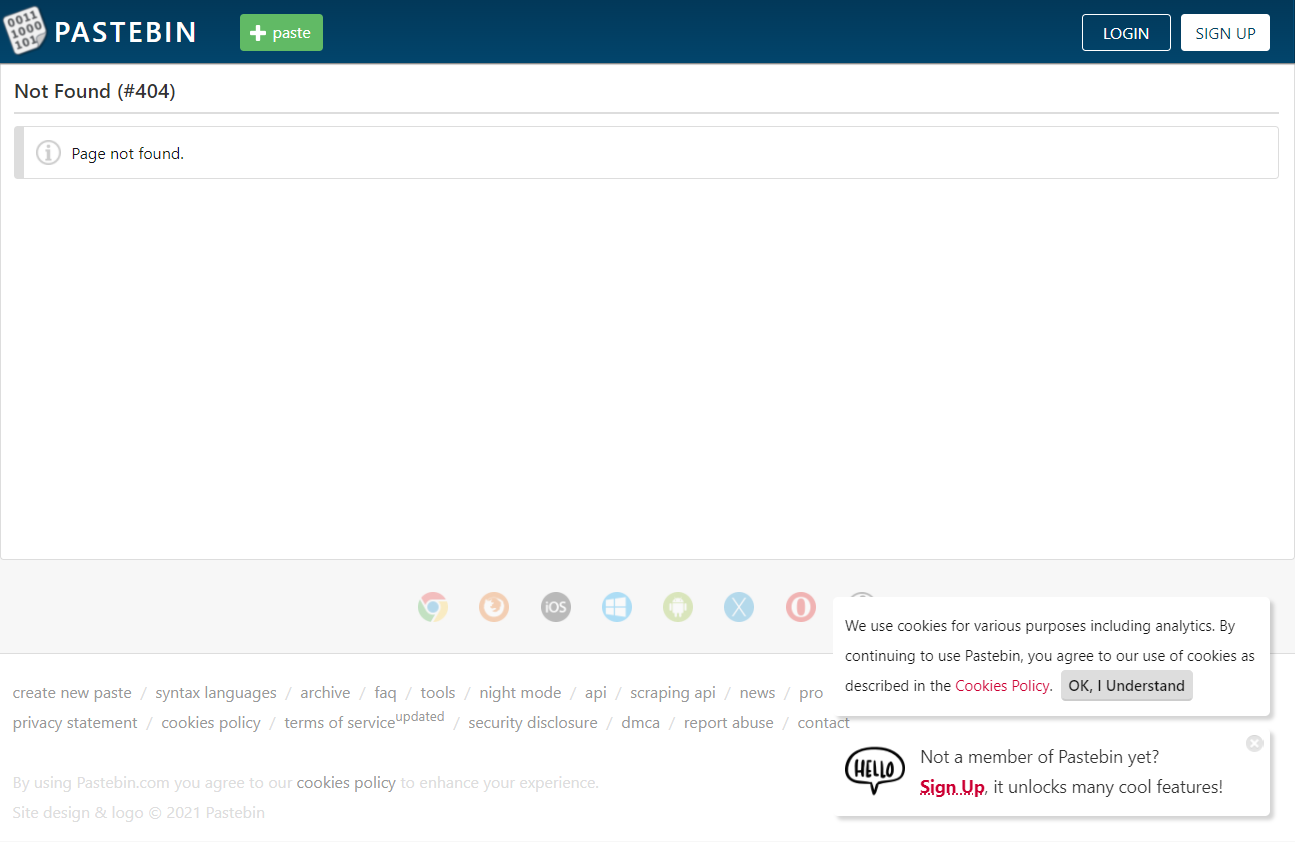 0011
1000
101
PASTEBIN
paste
LOGIN
SIGN UP
Not Found (#404)
Page not found.
iOS
We use cookies for various purposes including analytics. By
continuing to use Pastebin, you agree to our use of cookies as
described in the Cookies Policy. OK, I Understand
create new paste / syntax languages / archive / faq / tools / night mode / api / scraping api / news / pro
privacy statement / cookies policy / terms of service updated / security disclosure / dmca / report abuse / contact
HELLO
Not a member of Pastebin yet?
Sign Up, it unlocks many cool features!
By using Pastebin.com you agree to our cookies policy to enhance your experience.
Site design & logo © 2021 Pastebin